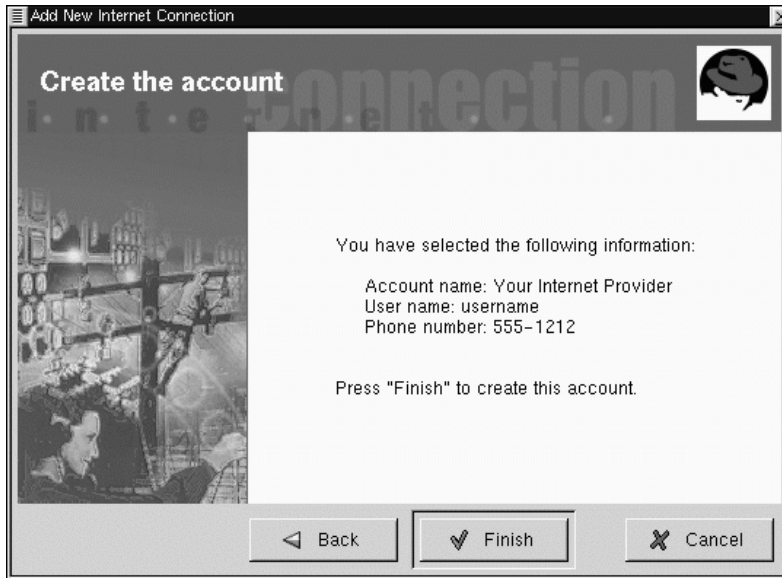 Add New Internet Connection
Create the account
connection
internet
You have selected the following information:
Account name: Your Internet Provider
User name: username
Phone number: 555-1212
Press "Finish" to create this account.
Back
Finish
Cancel